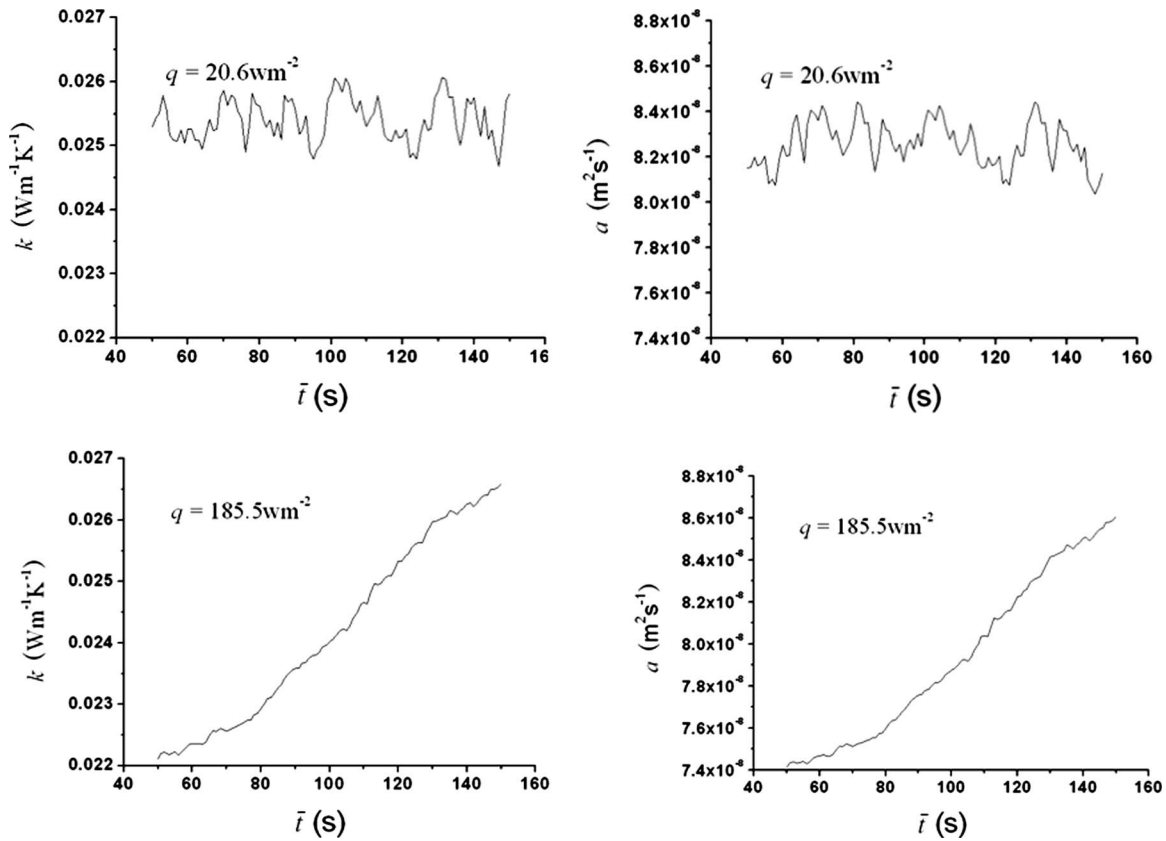 0.027
0.026
0.025
0.024
0.023
0.022
k (Wm-1K-1)
q = 20.6wm-2
40 60 80 100 120 140 160
t̄ (s)
8.8x10-8
8.6x10-8
8.4x10-8
8.2x10-8
8.0x10-8
7.8x10-8
7.6x10-8
7.4x10-8
a (m2s-1)
q = 20.6wm-2
40 60 80 100 120 140 160
t̄ (s)
0.027
0.026
0.025
0.024
0.023
0.022
k (Wm-1K-1)
q = 185.5wm-2
40 60 80 100 120 140 160
t̄ (s)
8.8x10-8
8.6x10-8
8.4x10-8
8.2x10-8
8.0x10-8
7.8x10-8
7.6x10-8
7.4x10-8
a (m2s-1)
q = 185.5wm-2
40 60 80 100 120 140 160
t̄ (s)